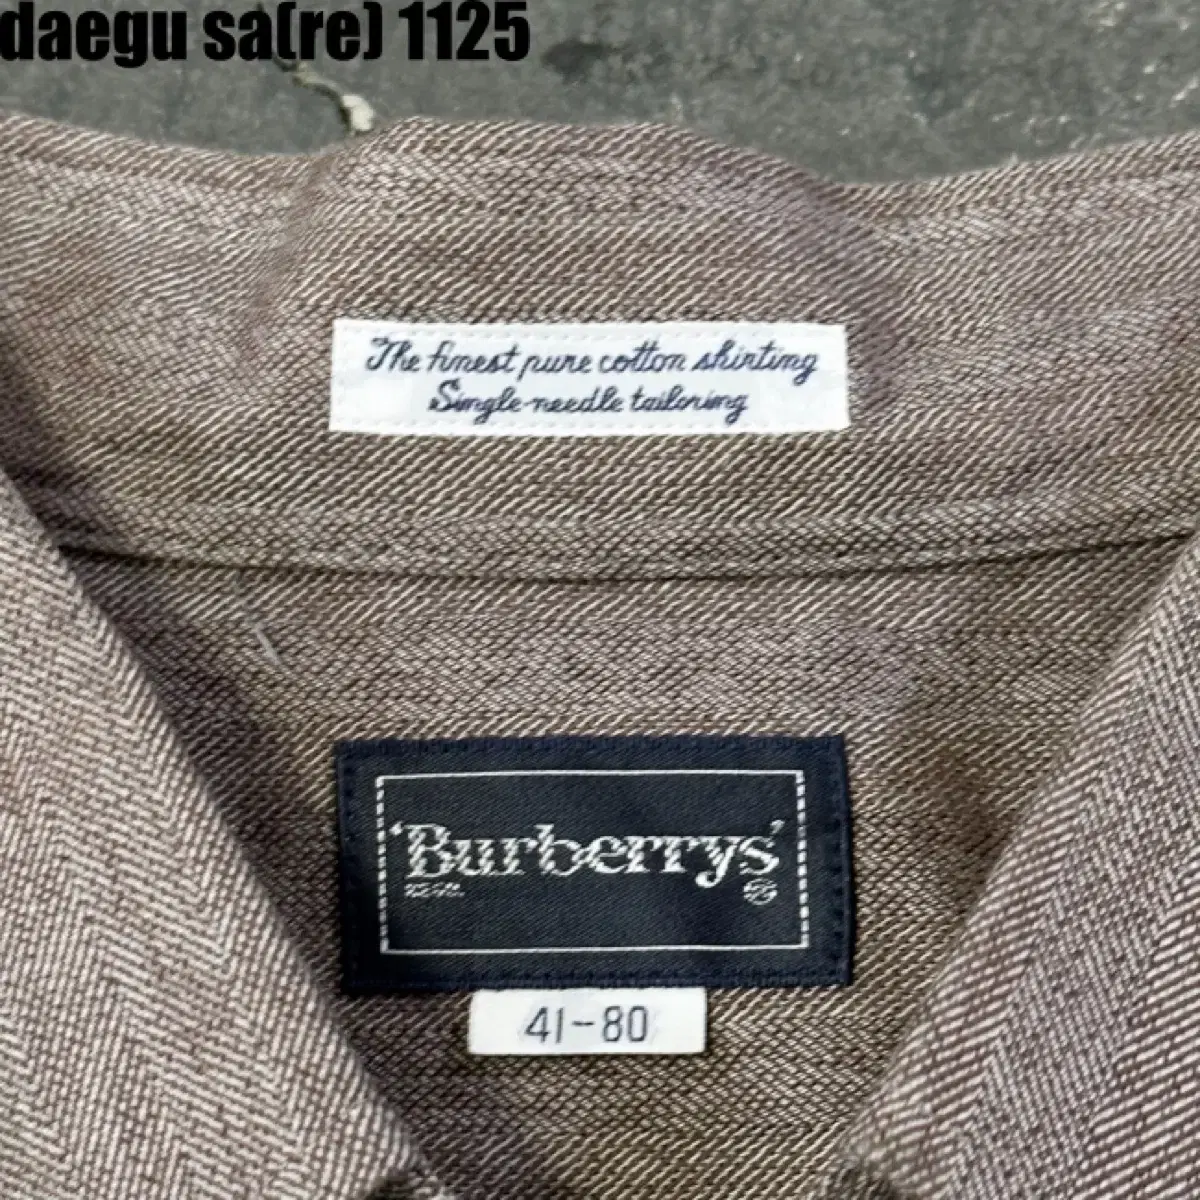 daegu sa(re) 1125
The finest pure cotton shirting
Single-needle tailoring
'Burberrys'
41-80